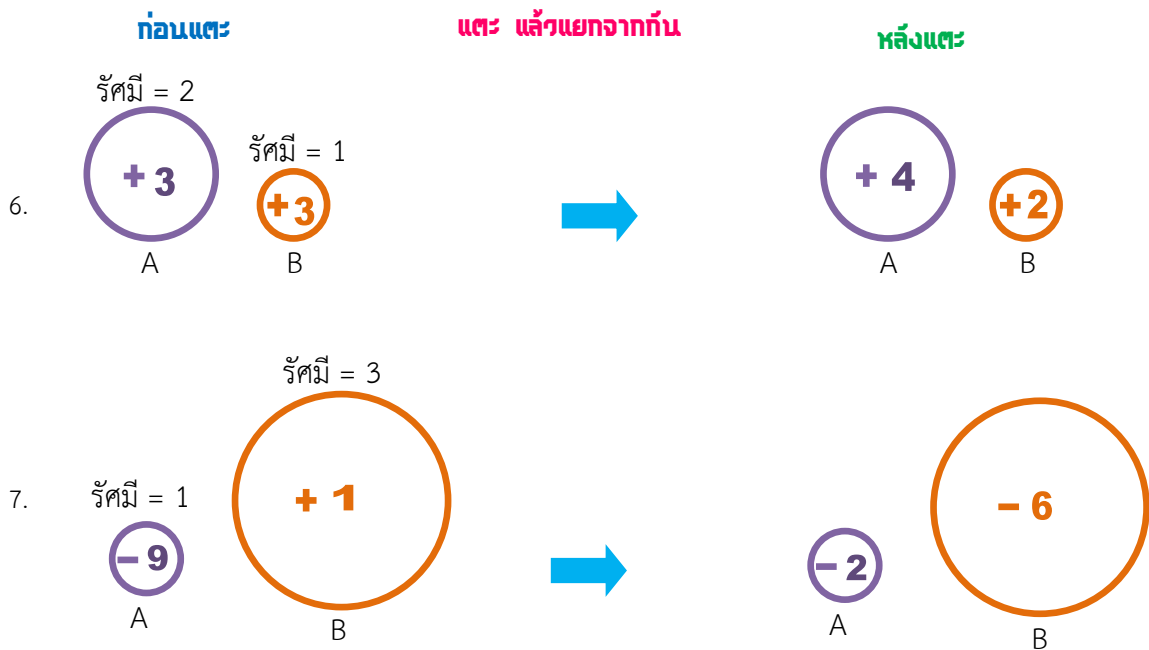 ก่อนแตะ แตะ แล้วแยกจากกัน หลังแตะ
รัศมี = 2
รัศมี = 1
6. + 3 +3 + 4 +2
A B A B
รัศมี = 3
7. รัศมี = 1 + 1 – 6
– 9 – 2
A B A B